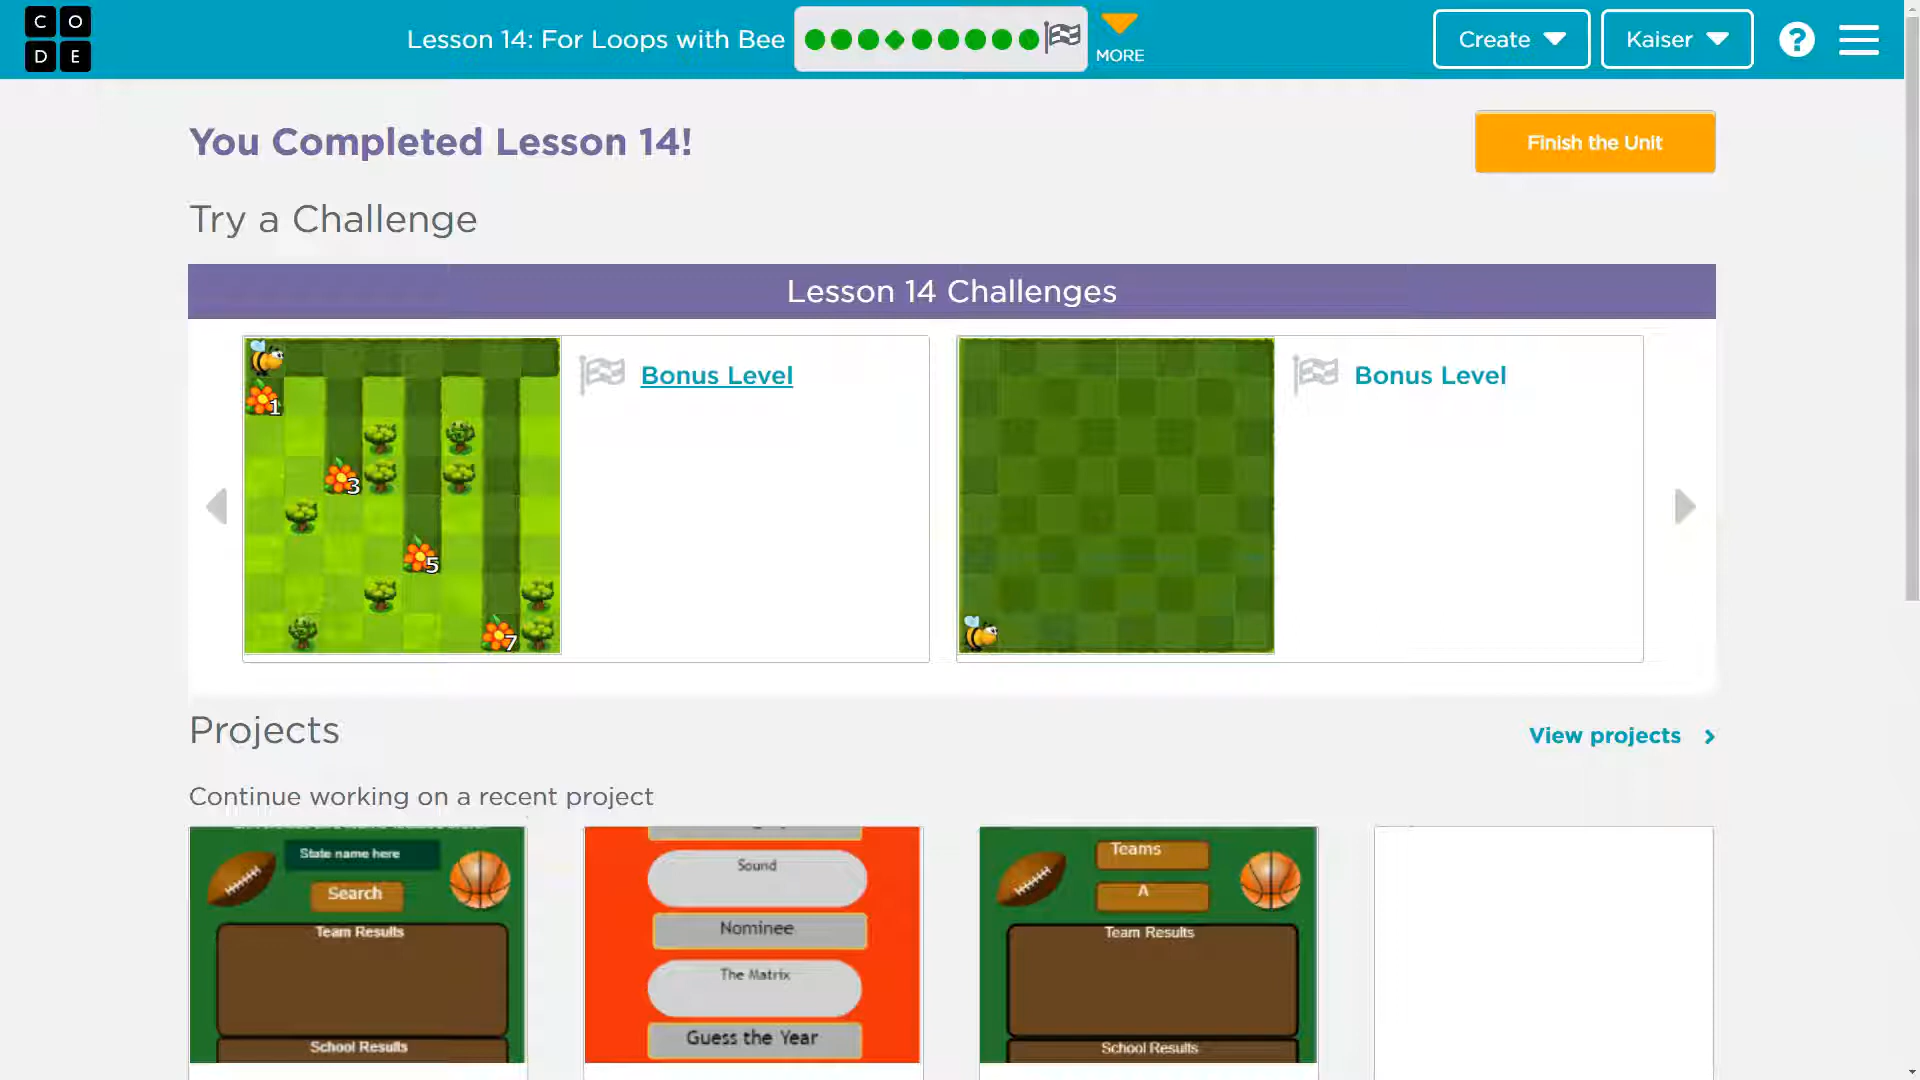 CODE
Lesson 14: For Loops with Bee
MORE
Create
Kaiser
?
You Completed Lesson 14!
Finish the Unit
Try a Challenge
Lesson 14 Challenges
Bonus Level
Bonus Level
1
3
5
7
Projects
View projects
Continue working on a recent project
State name here
Search
Team Results
School Results
Sound
Nominee
The Matrix
Guess the Year
Teams
A
Team Results
School Results